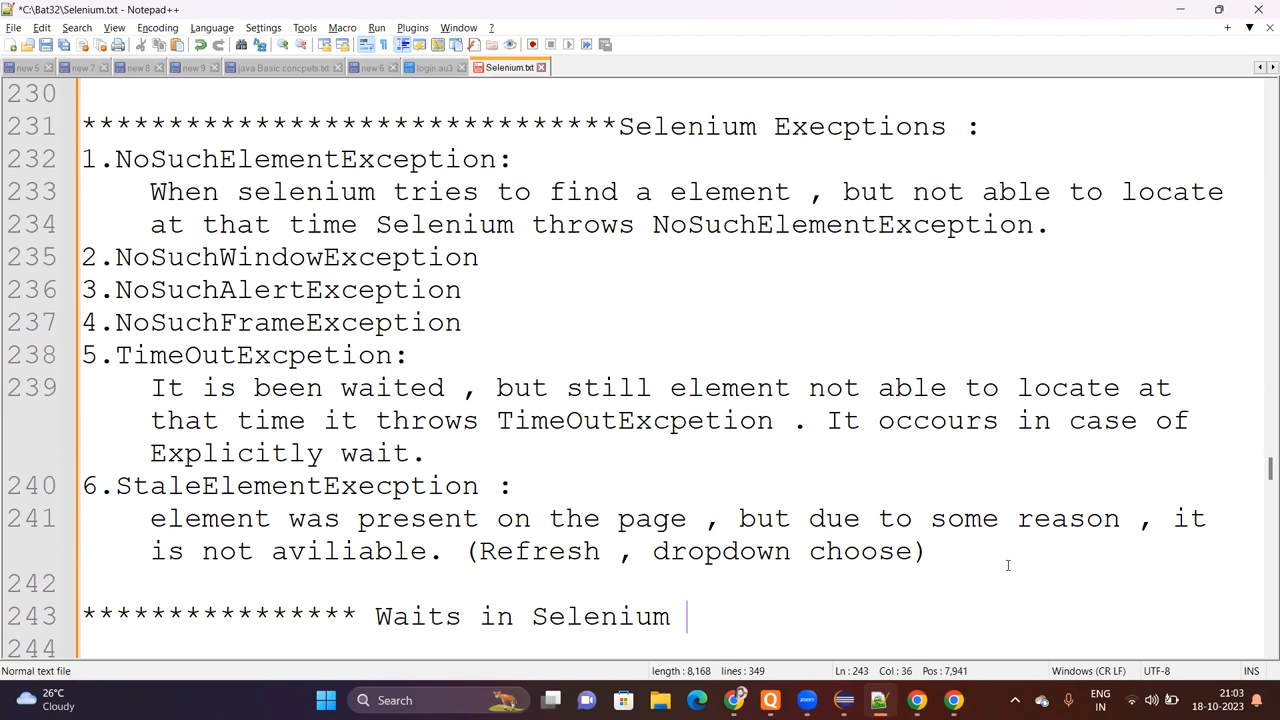 *C:\Bat32\Selenium.txt - Notepad++
File Edit Search View Encoding Language Settings Tools Macro Run Plugins Window ?
new 5 new 7 new 8 new 9 java Basic concpets.txt new 6 login.au3 Selenium.txt
230
231 *******************************Selenium Execptions :
232 1.NoSuchElementException:
233 When selenium tries to find a element , but not able to locate
234 at that time Selenium throws NoSuchElementException.
235 2.NoSuchWindowException
236 3.NoSuchAlertException
237 4.NoSuchFrameException
238 5.TimeOutExcpetion:
239 It is been waited , but still element not able to locate at
that time it throws TimeOutExcpetion . It occours in case of
Explicitly wait.
240 6.StaleElementExecption :
241 element was present on the page , but due to some reason , it
is not aviliable. (Refresh , dropdown choose)
242
243 **************** Waits in Selenium
244
Normal text file length : 8,168 lines : 349 Ln : 243 Col : 36 Pos : 7,941 Windows (CR LF) UTF-8 INS
26°C
Cloudy
Search
ENG
IN
21:03
18-10-2023